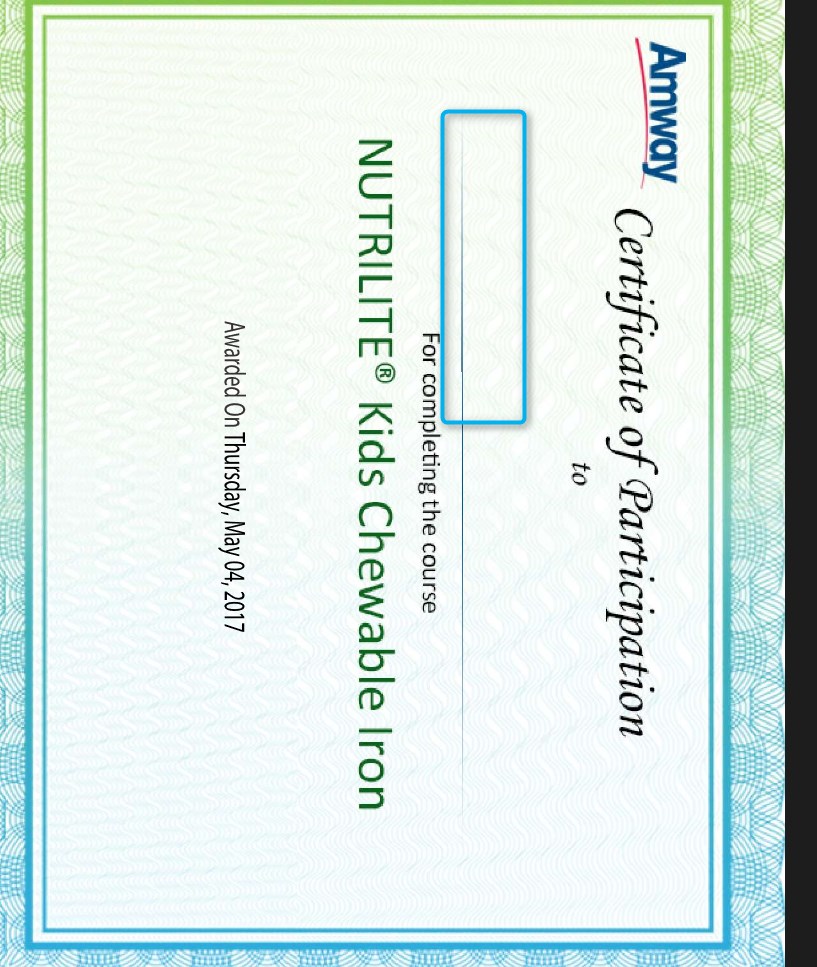 Amway
Certificate of Participation
to
For completing the course
NUTRILITE® Kids Chewable Iron
Awarded On Thursday, May 04, 2017